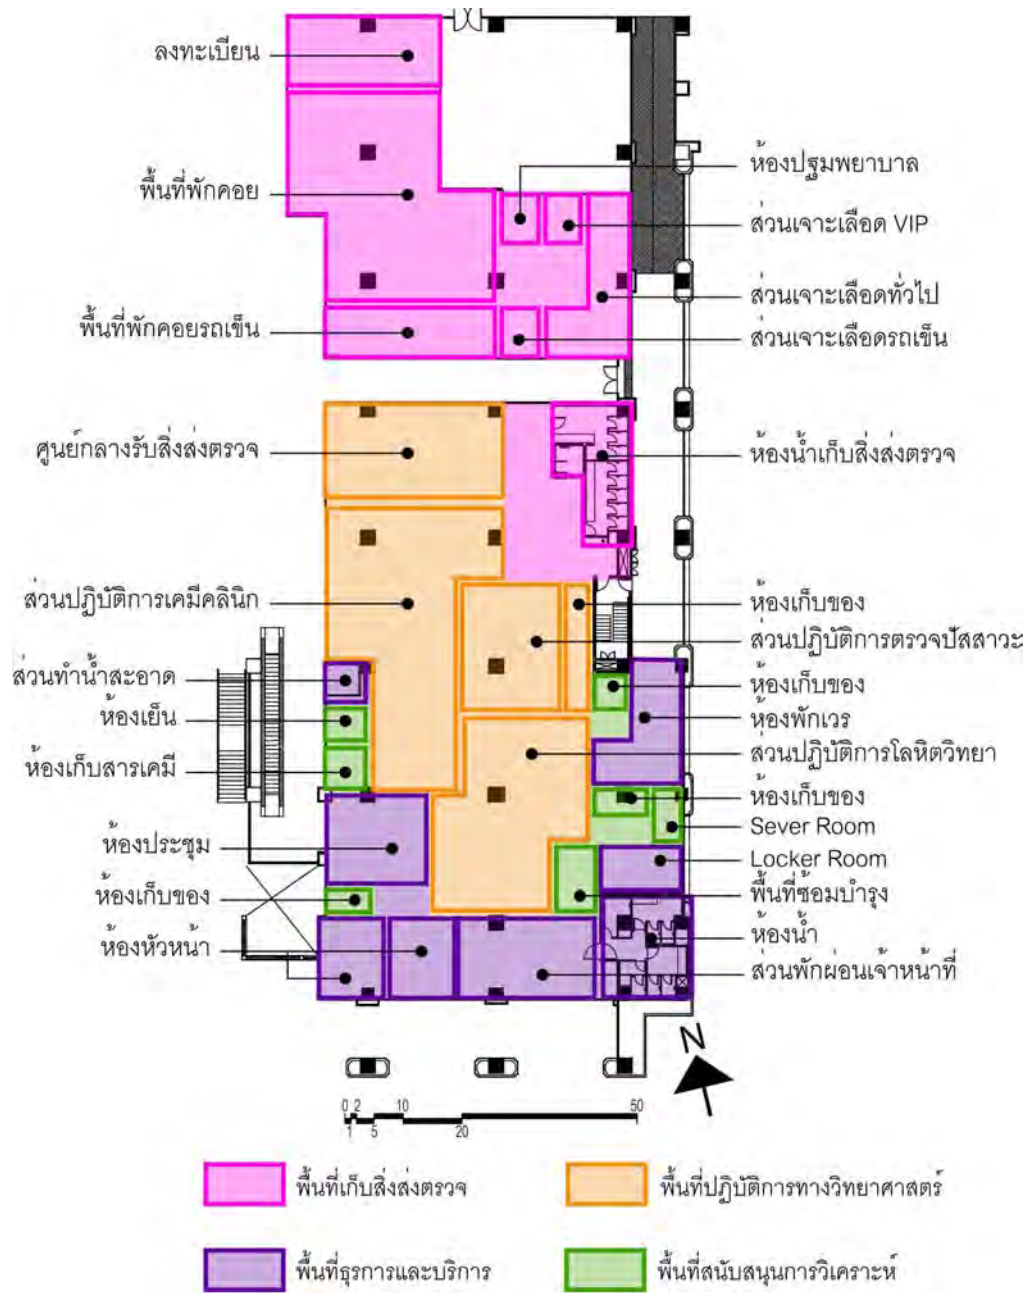 ลงทะเบียน
พื้นที่พักคอย
พื้นที่พักคอยรถเข็น
ศูนย์กลางรับสิ่งส่งตรวจ
ส่วนปฏิบัติการเคมีคลินิก
ส่วนทำน้ำสะอาด
ห้องเย็น
ห้องเก็บสารเคมี
ห้องประชุม
ห้องเก็บของ
ห้องหัวหน้า
ห้องปฐมพยาบาล
ส่วนเจาะเลือด VIP
ส่วนเจาะเลือดทั่วไป
ส่วนเจาะเลือดรถเข็น
ห้องน้ำเก็บสิ่งส่งตรวจ
ห้องเก็บของ
ส่วนปฏิบัติการตรวจปัสสาวะ
ห้องเก็บของ
ห้องพักเวร
ส่วนปฏิบัติการโลหิตวิทยา
ห้องเก็บของ
Sever Room
Locker Room
พื้นที่ซ้อมบำรุง
ห้องน้ำ
ส่วนพักผ่อนเจ้าหน้าที่
N
0 2 10 50
1 5 20
พื้นที่เก็บสิ่งส่งตรวจ
พื้นที่ปฏิบัติการทางวิทยาศาสตร์
พื้นที่ธุรการและบริการ
พื้นที่สนับสนุนการวิเคราะห์